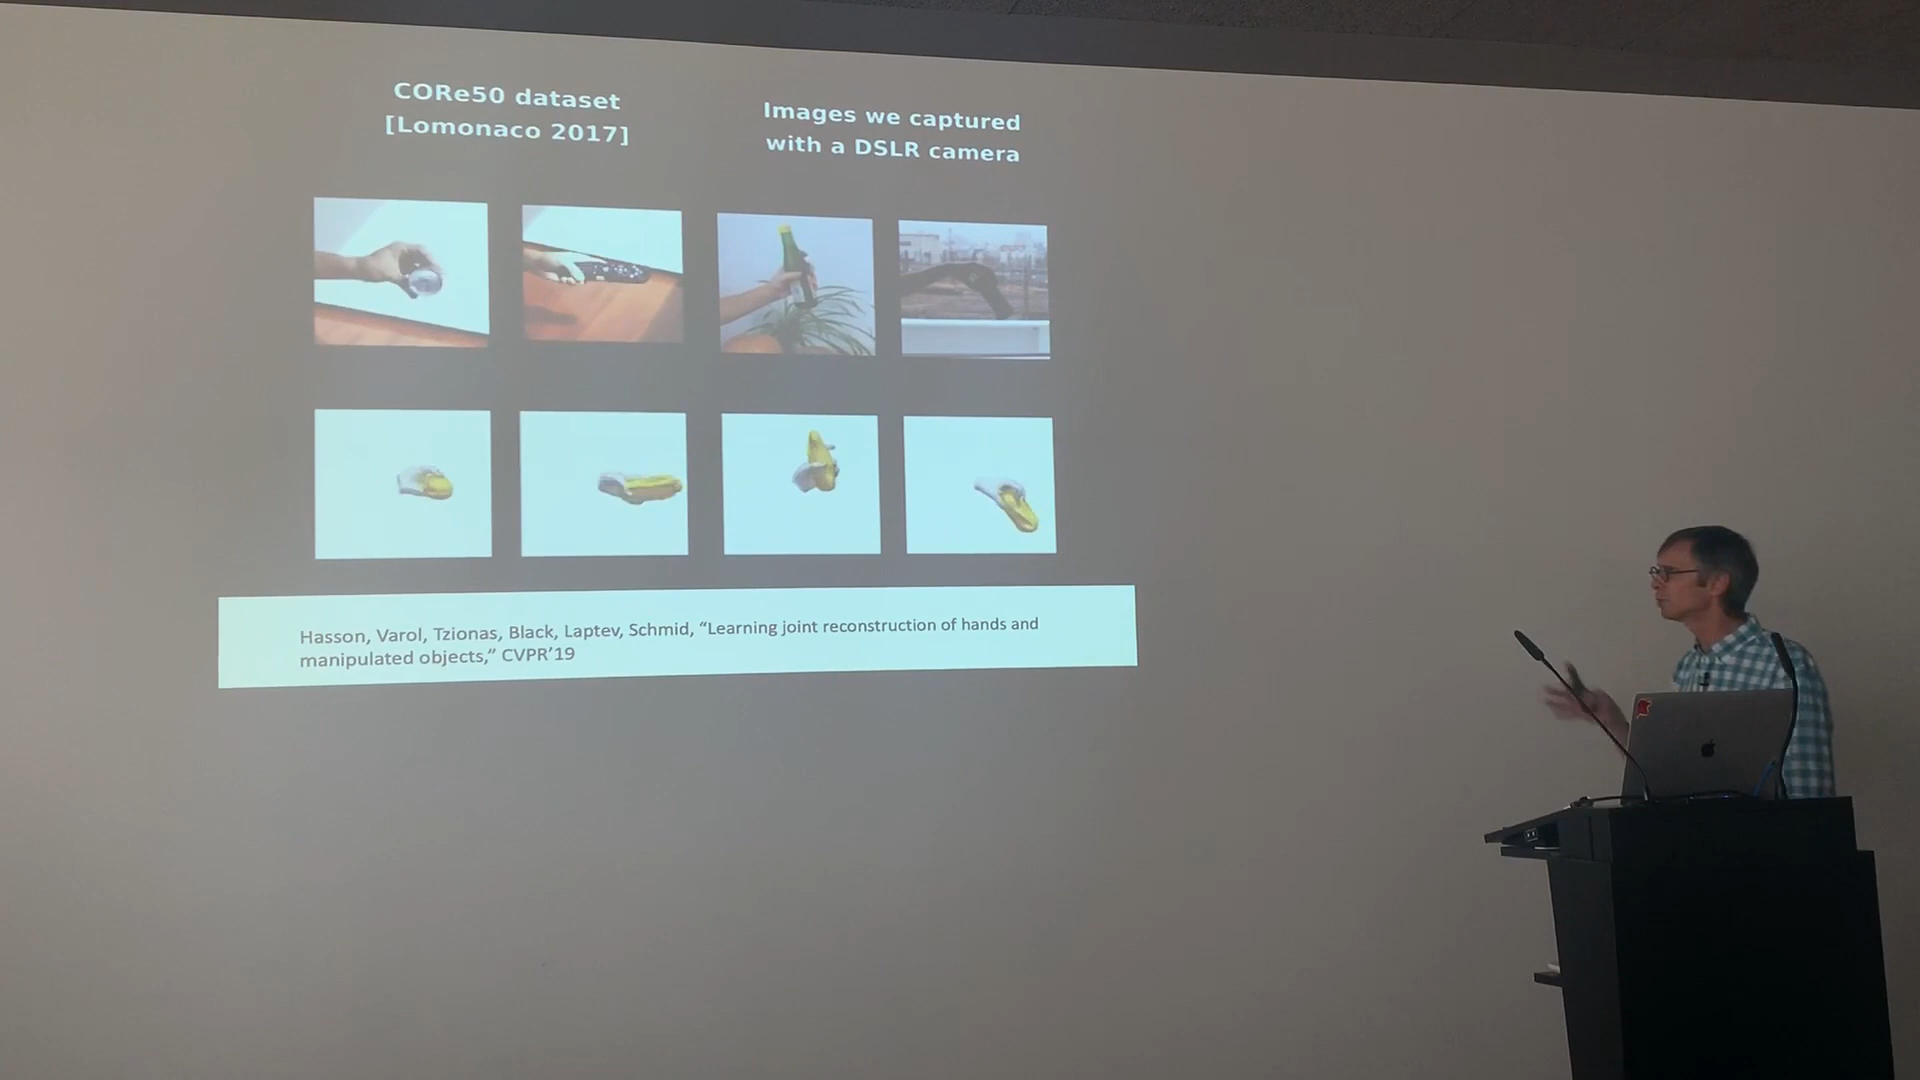 CORe50 dataset
[Lomonaco 2017]
Images we captured
with a DSLR camera
Hasson, Varol, Tzionas, Black, Laptev, Schmid, “Learning joint reconstruction of hands and
manipulated objects,” CVPR’19